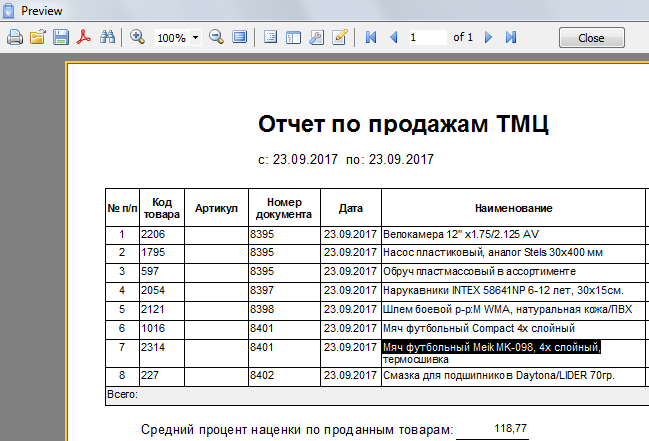 Preview
100% 1 of 1 Close
Отчет по продажам ТМЦ
с: 23.09.2017 по: 23.09.2017
№ п/п Код товара Артикул Номер документа Дата Наименование
1 2206 8395 23.09.2017 Велокамера 12" x1.75/2.125 AV
2 1795 8395 23.09.2017 Насос пластиковый, аналог Stels 30x400 мм
3 597 8395 23.09.2017 Обруч пластмассовый в ассортименте
4 2054 8397 23.09.2017 Нарукавники INTEX 58641NP 6-12 лет, 30х15см.
5 2121 8398 23.09.2017 Шлем боевой р-р:М WMA, натуральная кожа/ПВХ
6 1016 8401 23.09.2017 Мяч футбольный Compact 4х слойный
7 2314 8401 23.09.2017 Мяч футбольный Meik MK-098, 4х слойный,
термосшивка
8 227 8402 23.09.2017 Смазка для подшипников Daytona/LIDER 70гр.
Всего:
Средний процент наценки по проданным товарам: 118,77